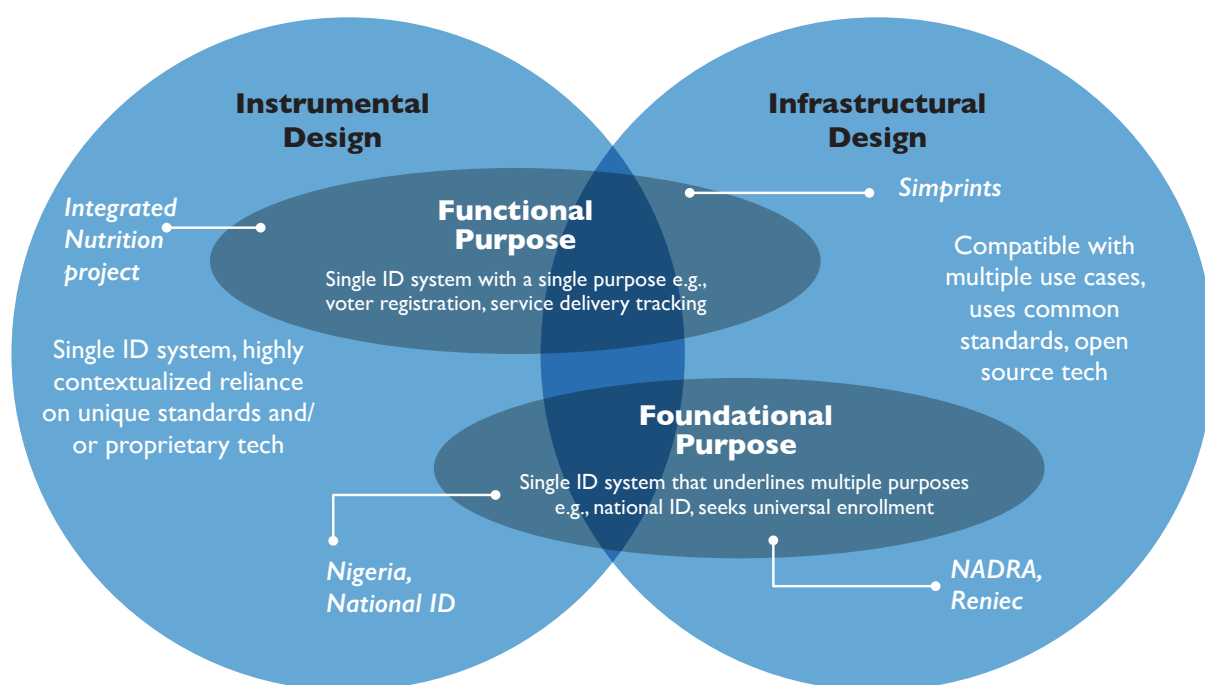 Instrumental
Design
Infrastructural
Design
Integrated
Nutrition
project
Functional
Purpose
Single ID system with a single purpose e.g.,
voter registration, service delivery tracking
Simprints
Compatible with
multiple use cases,
uses common
standards, open
source tech
Single ID system, highly
contextualized reliance
on unique standards and/
or proprietary tech
Foundational
Purpose
Single ID system that underlines multiple purposes
e.g., national ID, seeks universal enrollment
Nigeria,
National ID
NADRA,
Reniec